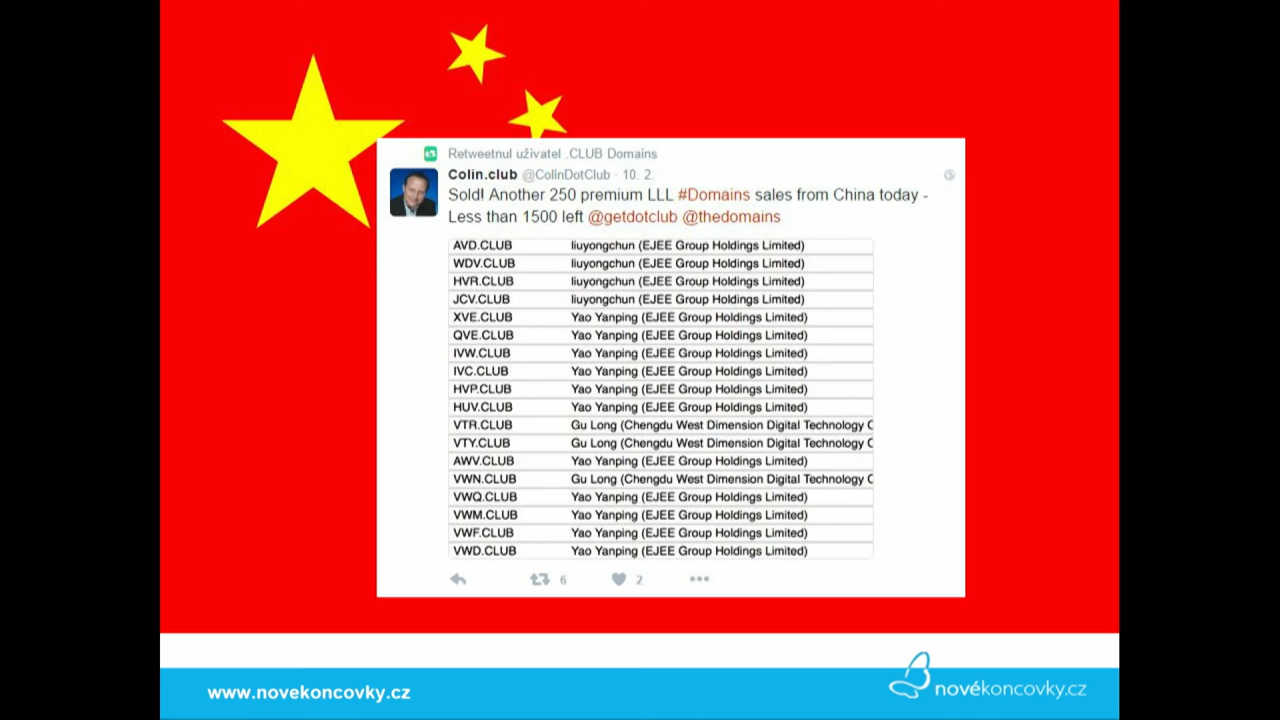 Retweetnul uživatel .CLUB Domains
Colin.club @ColinDotClub · 10. 2.
Sold! Another 250 premium LLL #Domains sales from China today -
Less than 1500 left @getdotclub @thedomains
AVD.CLUB liuyongchun (EJEE Group Holdings Limited)
WDV.CLUB liuyongchun (EJEE Group Holdings Limited)
HVR.CLUB liuyongchun (EJEE Group Holdings Limited)
JCV.CLUB liuyongchun (EJEE Group Holdings Limited)
XVE.CLUB Yao Yanping (EJEE Group Holdings Limited)
QVE.CLUB Yao Yanping (EJEE Group Holdings Limited)
IVW.CLUB Yao Yanping (EJEE Group Holdings Limited)
IVC.CLUB Yao Yanping (EJEE Group Holdings Limited)
HVP.CLUB Yao Yanping (EJEE Group Holdings Limited)
HUV.CLUB Yao Yanping (EJEE Group Holdings Limited)
VTR.CLUB Gu Long (Chengdu West Dimension Digital Technology C
VTY.CLUB Gu Long (Chengdu West Dimension Digital Technology C
AWV.CLUB Yao Yanping (EJEE Group Holdings Limited)
VWN.CLUB Gu Long (Chengdu West Dimension Digital Technology C
VWQ.CLUB Yao Yanping (EJEE Group Holdings Limited)
VWM.CLUB Yao Yanping (EJEE Group Holdings Limited)
VWF.CLUB Yao Yanping (EJEE Group Holdings Limited)
VWD.CLUB Yao Yanping (EJEE Group Holdings Limited)
6 2
www.novekoncovky.cz
novékoncovky.cz